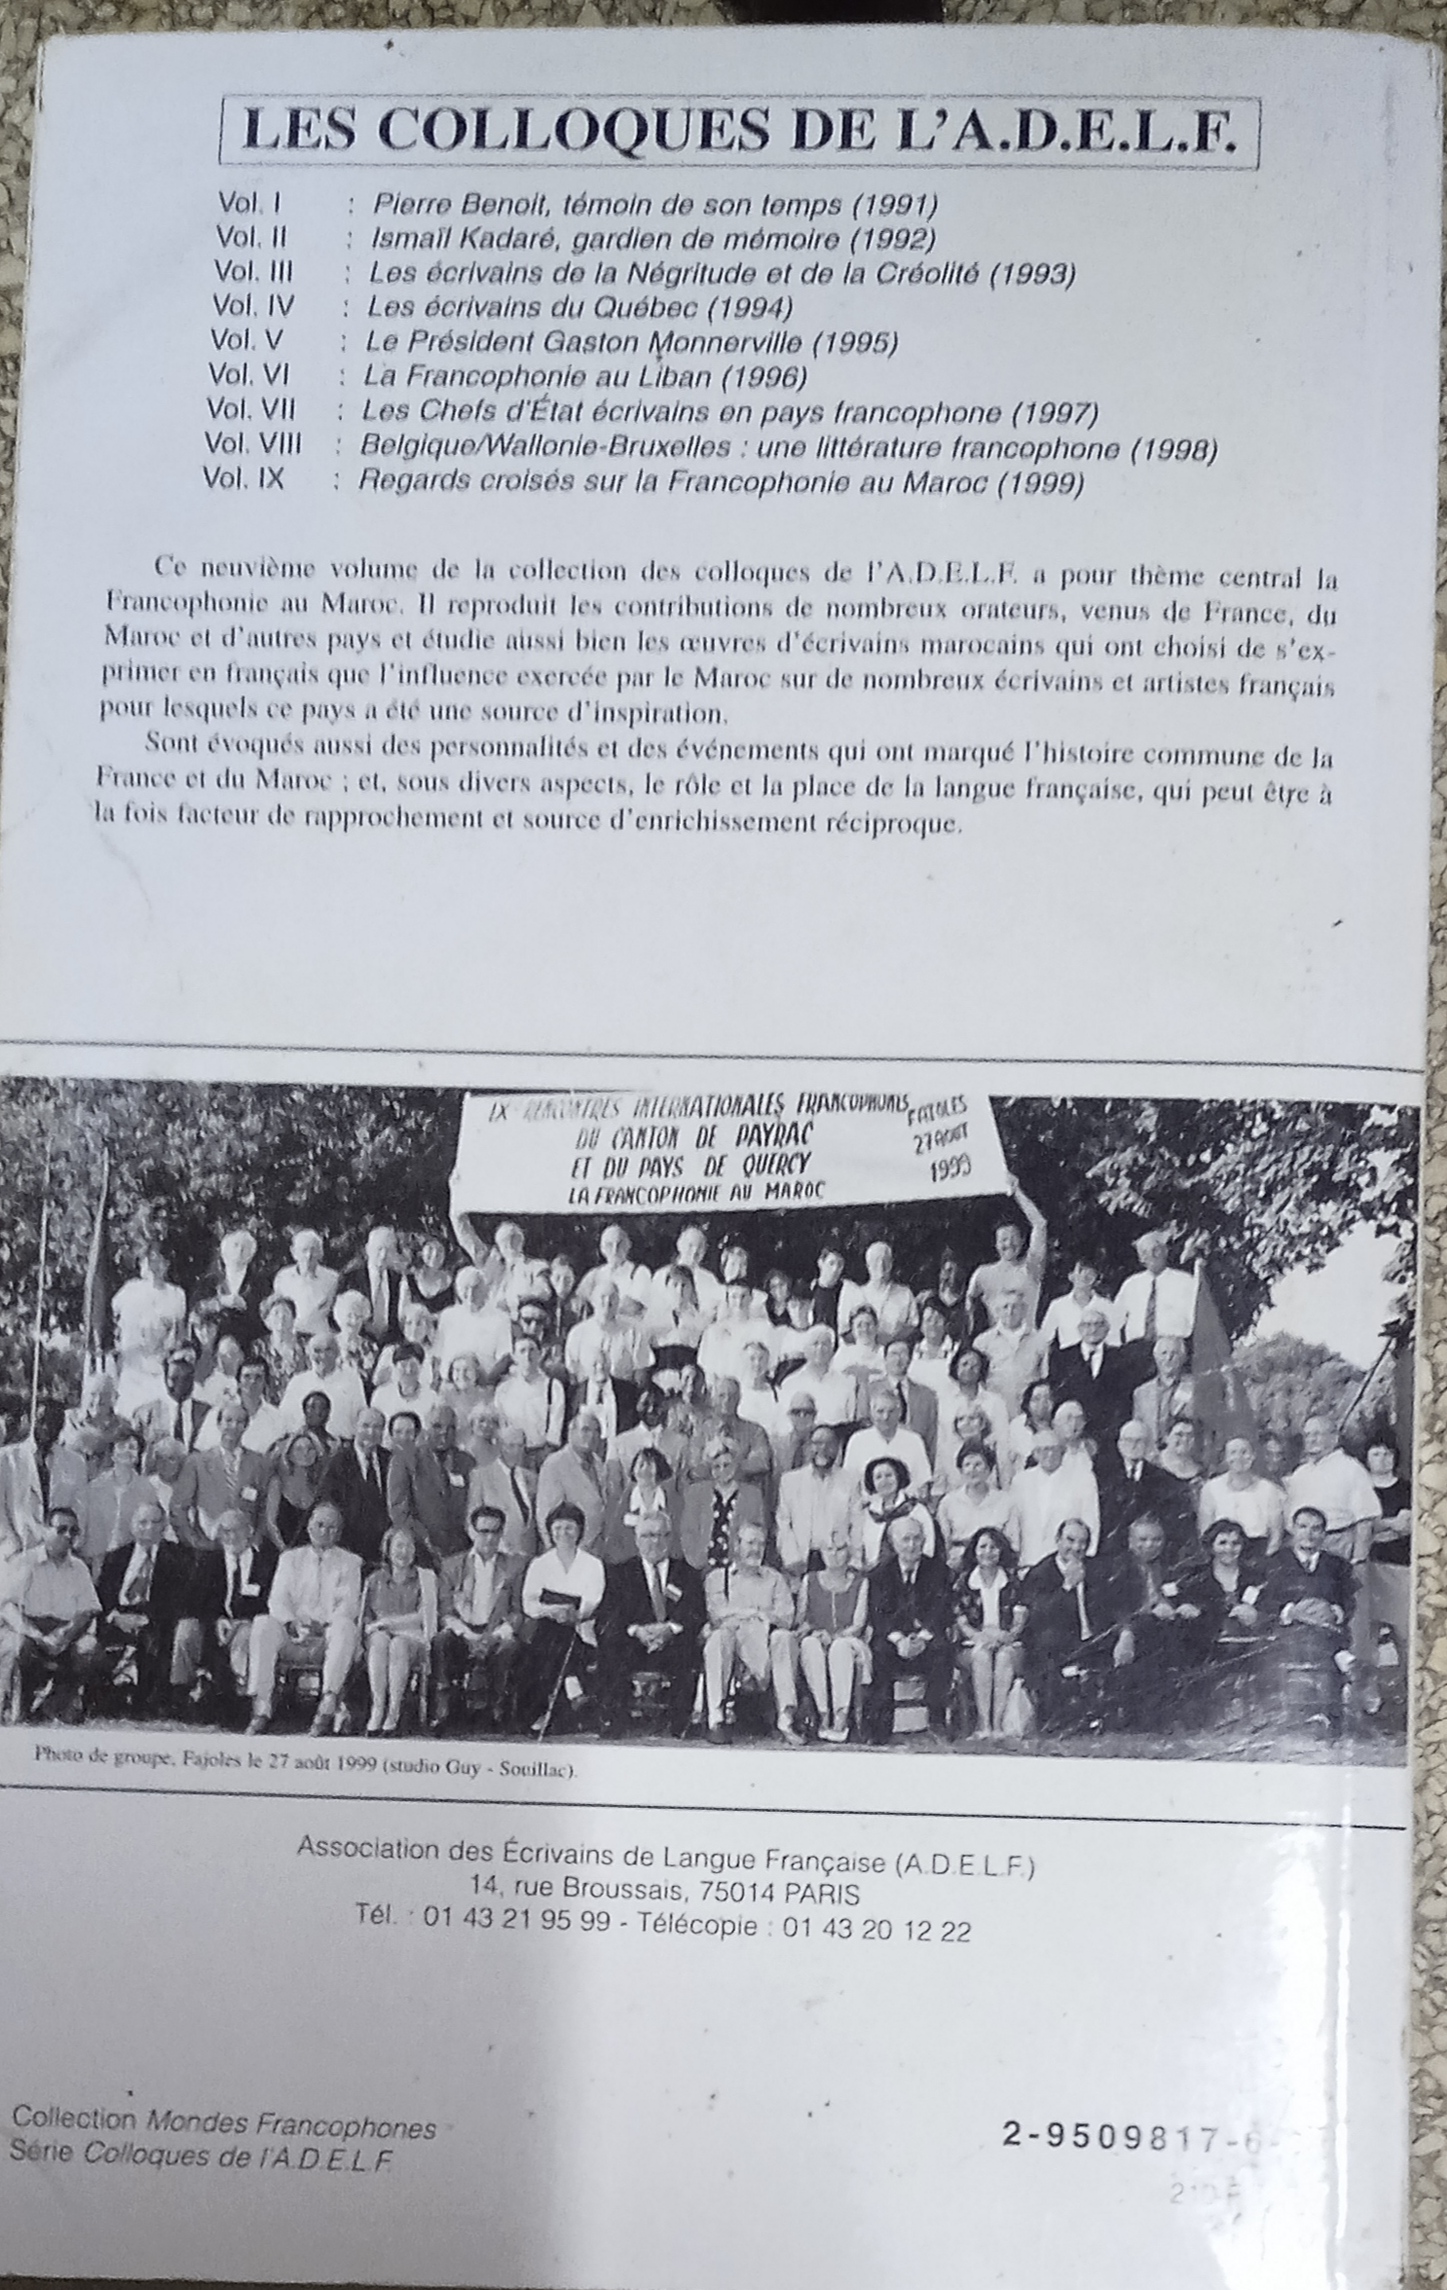 LES COLLOQUES DE L'A.D.E.L.F.
Vol. I : Pierre Benoit, témoin de son temps (1991)
Vol. II : Ismaïl Kadaré, gardien de mémoire (1992)
Vol. III : Les écrivains de la Négritude et de la Créolité (1993)
Vol. IV : Les écrivains du Québec (1994)
Vol. V : Le Président Gaston Monnerville (1995)
Vol. VI : La Francophonie au Liban (1996)
Vol. VII : Les Chefs d'État écrivains en pays francophone (1997)
Vol. VIII : Belgique/Wallonie-Bruxelles : une littérature francophone (1998)
Vol. IX : Regards croisés sur la Francophonie au Maroc (1999)
Ce neuvième volume de la collection des colloques de l'A.D.E.L.F. a pour thème central la
Francophonie au Maroc. Il reproduit les contributions de nombreux orateurs, venus de France, du
Maroc et d'autres pays et étudie aussi bien les œuvres d'écrivains marocains qui ont choisi de s'ex-
primer en français que l'influence exercée par le Maroc sur de nombreux écrivains et artistes français
pour lesquels ce pays a été une source d'inspiration.
Sont évoqués aussi des personnalités et des événements qui ont marqué l'histoire commune de la
France et du Maroc ; et, sous divers aspects, le rôle et la place de la langue française, qui peut être à
la fois facteur de rapprochement et source d'enrichissement réciproque.
IX RENCONTRES INTERNATIONALES FRANCOPHONES
DU CANTON DE PAYRAC
ET DU PAYS DE QUERCY
LA FRANCOPHONIE AU MAROC
FAJOLES
27 AOUT
1999
Photo de groupe, Fajoles le 27 août 1999 (studio Guy - Souillac).
Association des Écrivains de Langue Française (A.D.E.L.F.)
14, rue Broussais, 75014 PARIS
Tél. : 01 43 21 95 99 - Télécopie : 01 43 20 12 22
Collection Mondes Francophones
Série Colloques de l'A.D.E.L.F.
2-9509817-6-